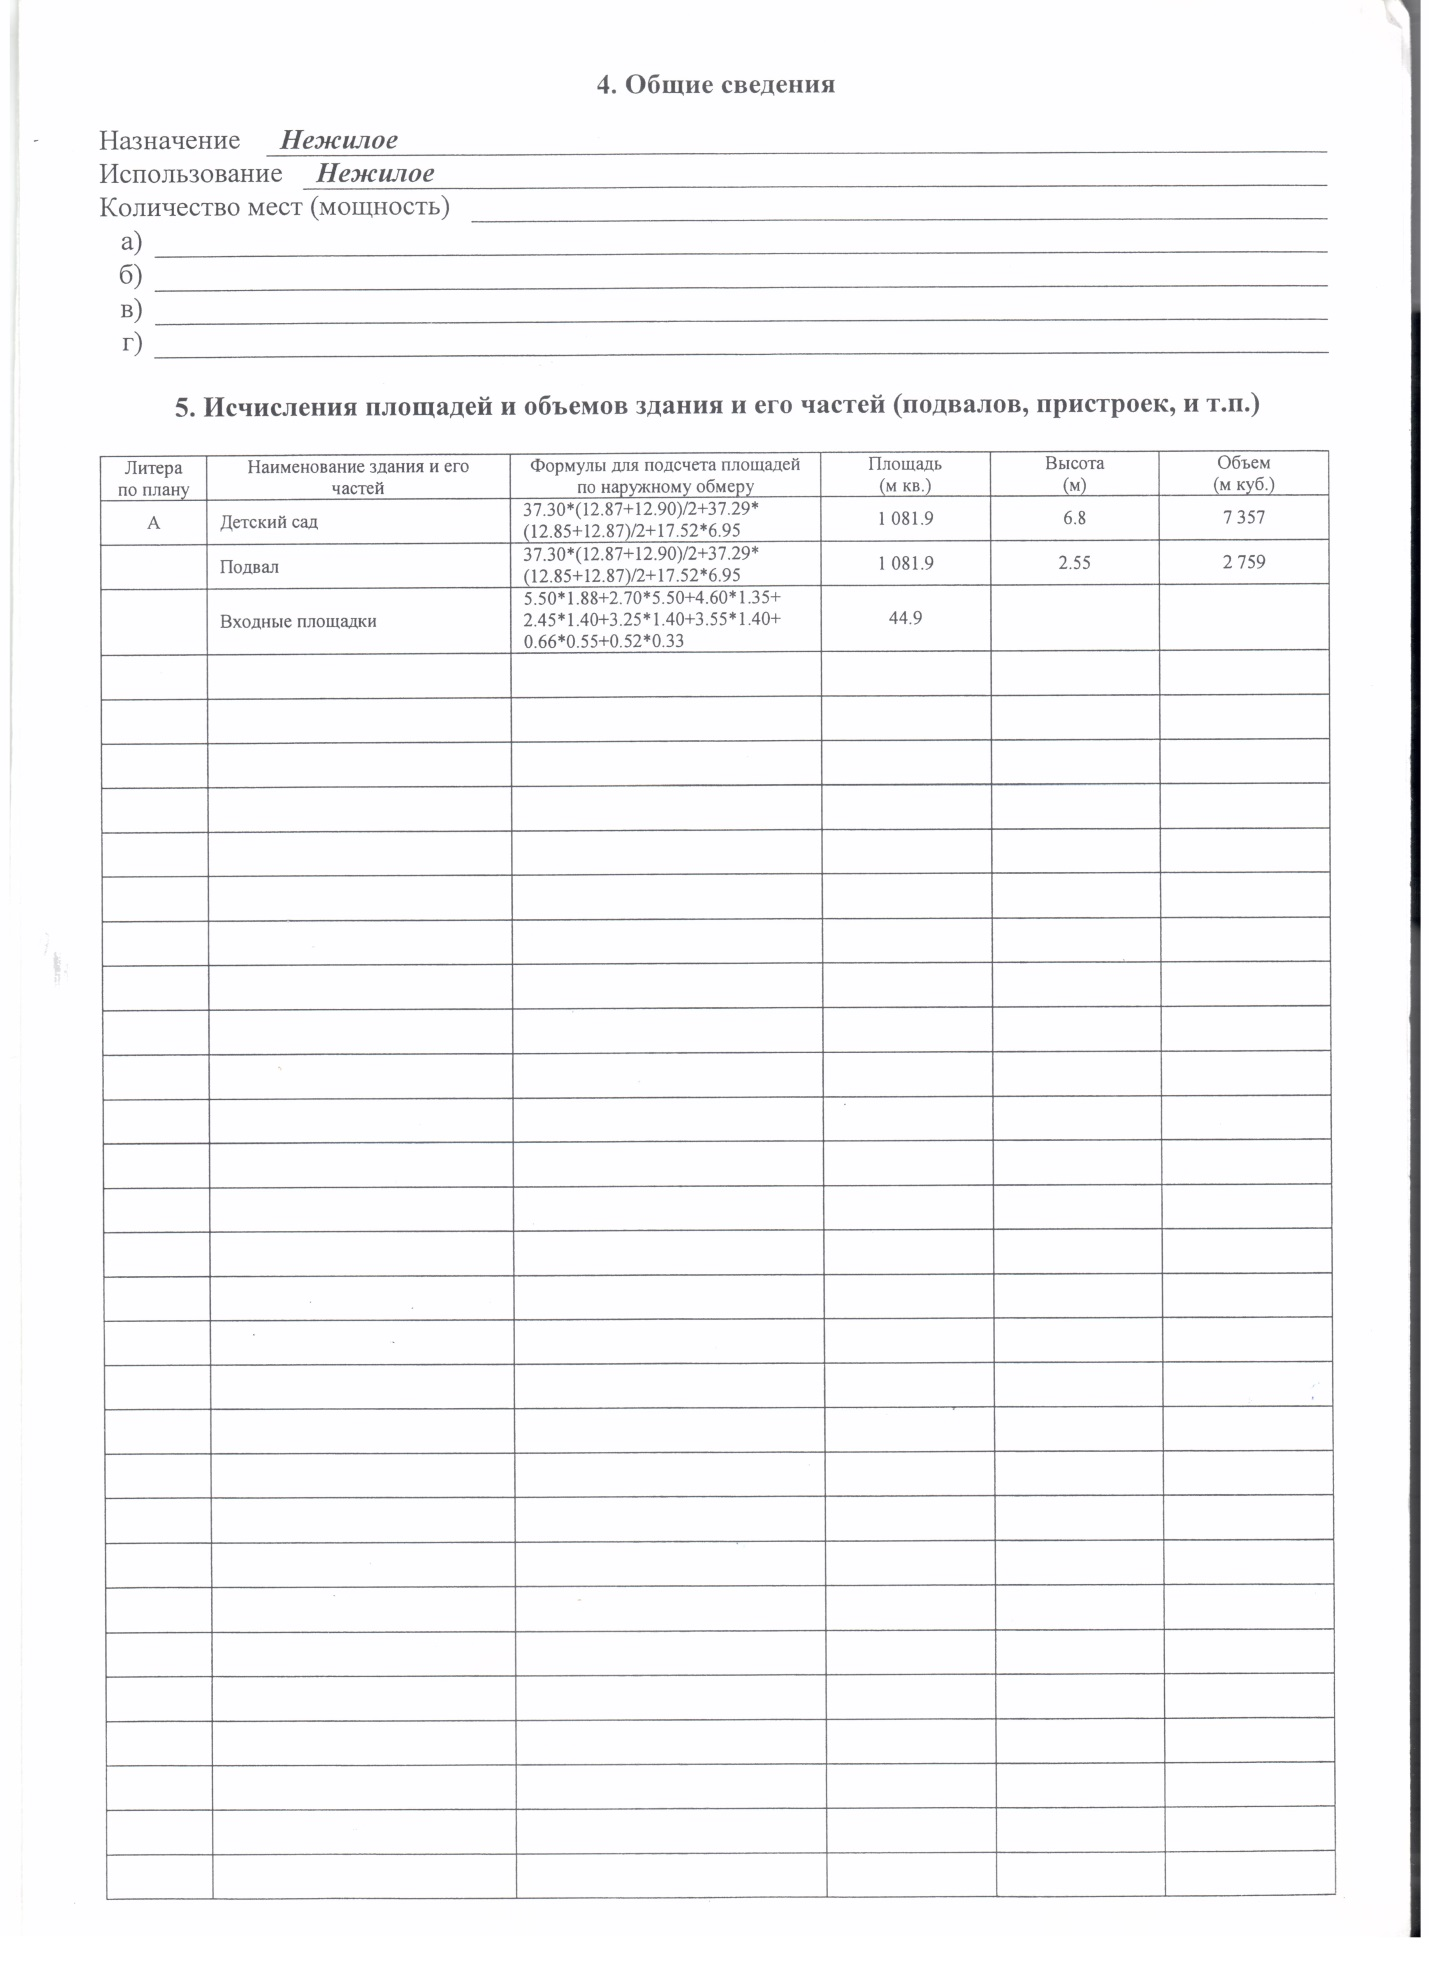 4. Общие сведения
Назначение Нежилое
Использование Нежилое
Количество мест (мощность)
а)
б)
в)
г)
5. Исчисления площадей и объемов здания и его частей (подвалов, пристроек, и т.п.)
Литера по плану Наименование здания и его частей Формулы для подсчета площадей по наружному обмеру Площадь (м кв.) Высота (м) Объем (м куб.)
А Детский сад 37.30*(12.87+12.90)/2+37.29*
(12.85+12.87)/2+17.52*6.95 1 081.9 6.8 7 357
Подвал 37.30*(12.87+12.90)/2+37.29*
(12.85+12.87)/2+17.52*6.95 1 081.9 2.55 2 759
Входные площадки 5.50*1.88+2.70*5.50+4.60*1.35+
2.45*1.40+3.25*1.40+3.55*1.40+
0.66*0.55+0.52*0.33 44.9